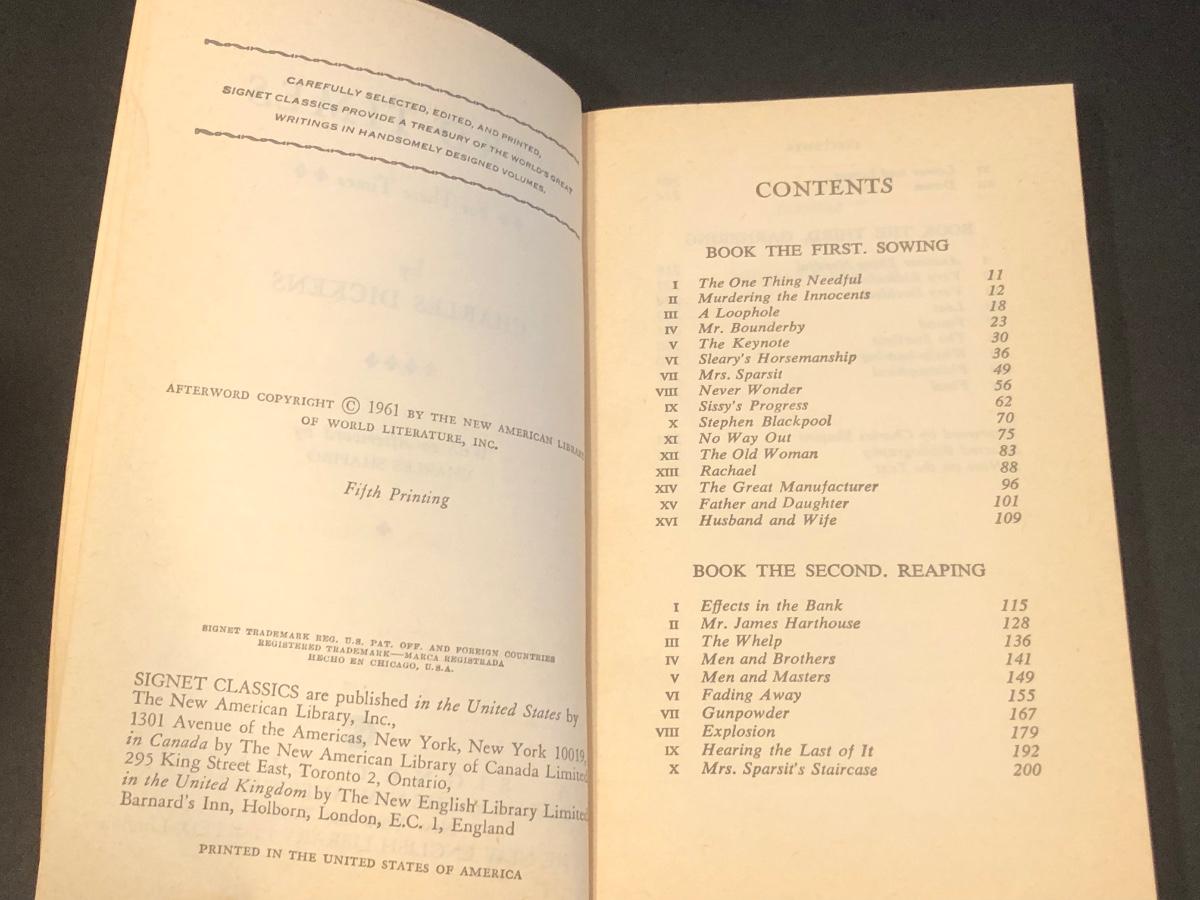 CAREFULLY SELECTED, EDITED, AND PRINTED,
SIGNET CLASSICS PROVIDE A TREASURY OF THE WORLD'S GREAT
WRITINGS IN HANDSOMELY DESIGNED VOLUMES.
AFTERWORD COPYRIGHT © 1961 BY THE NEW AMERICAN LIBRARY
OF WORLD LITERATURE, INC.
Fifth Printing
SIGNET TRADEMARK REG. U.S. PAT. OFF. AND FOREIGN COUNTRIES
REGISTERED TRADEMARK—MARCA REGISTRADA
HECHO EN CHICAGO, U.S.A.
SIGNET CLASSICS are published in the United States by
The New American Library, Inc.,
1301 Avenue of the Americas, New York, New York 10019,
in Canada by The New American Library of Canada Limited
295 King Street East, Toronto 2, Ontario,
in the United Kingdom by The New English Library Limited
Barnard's Inn, Holborn, London, E.C. 1, England
PRINTED IN THE UNITED STATES OF AMERICA
CONTENTS
BOOK THE FIRST. SOWING
I The One Thing Needful 11
II Murdering the Innocents 12
III A Loophole 18
IV Mr. Bounderby 23
V The Keynote 30
VI Sleary's Horsemanship 36
VII Mrs. Sparsit 49
VIII Never Wonder 56
IX Sissy's Progress 62
X Stephen Blackpool 70
XI No Way Out 75
XII The Old Woman 83
XIII Rachael 88
XIV The Great Manufacturer 96
XV Father and Daughter 101
XVI Husband and Wife 109
BOOK THE SECOND. REAPING
I Effects in the Bank 115
II Mr. James Harthouse 128
III The Whelp 136
IV Men and Brothers 141
V Men and Masters 149
VI Fading Away 155
VII Gunpowder 167
VIII Explosion 179
IX Hearing the Last of It 192
X Mrs. Sparsit's Staircase 200